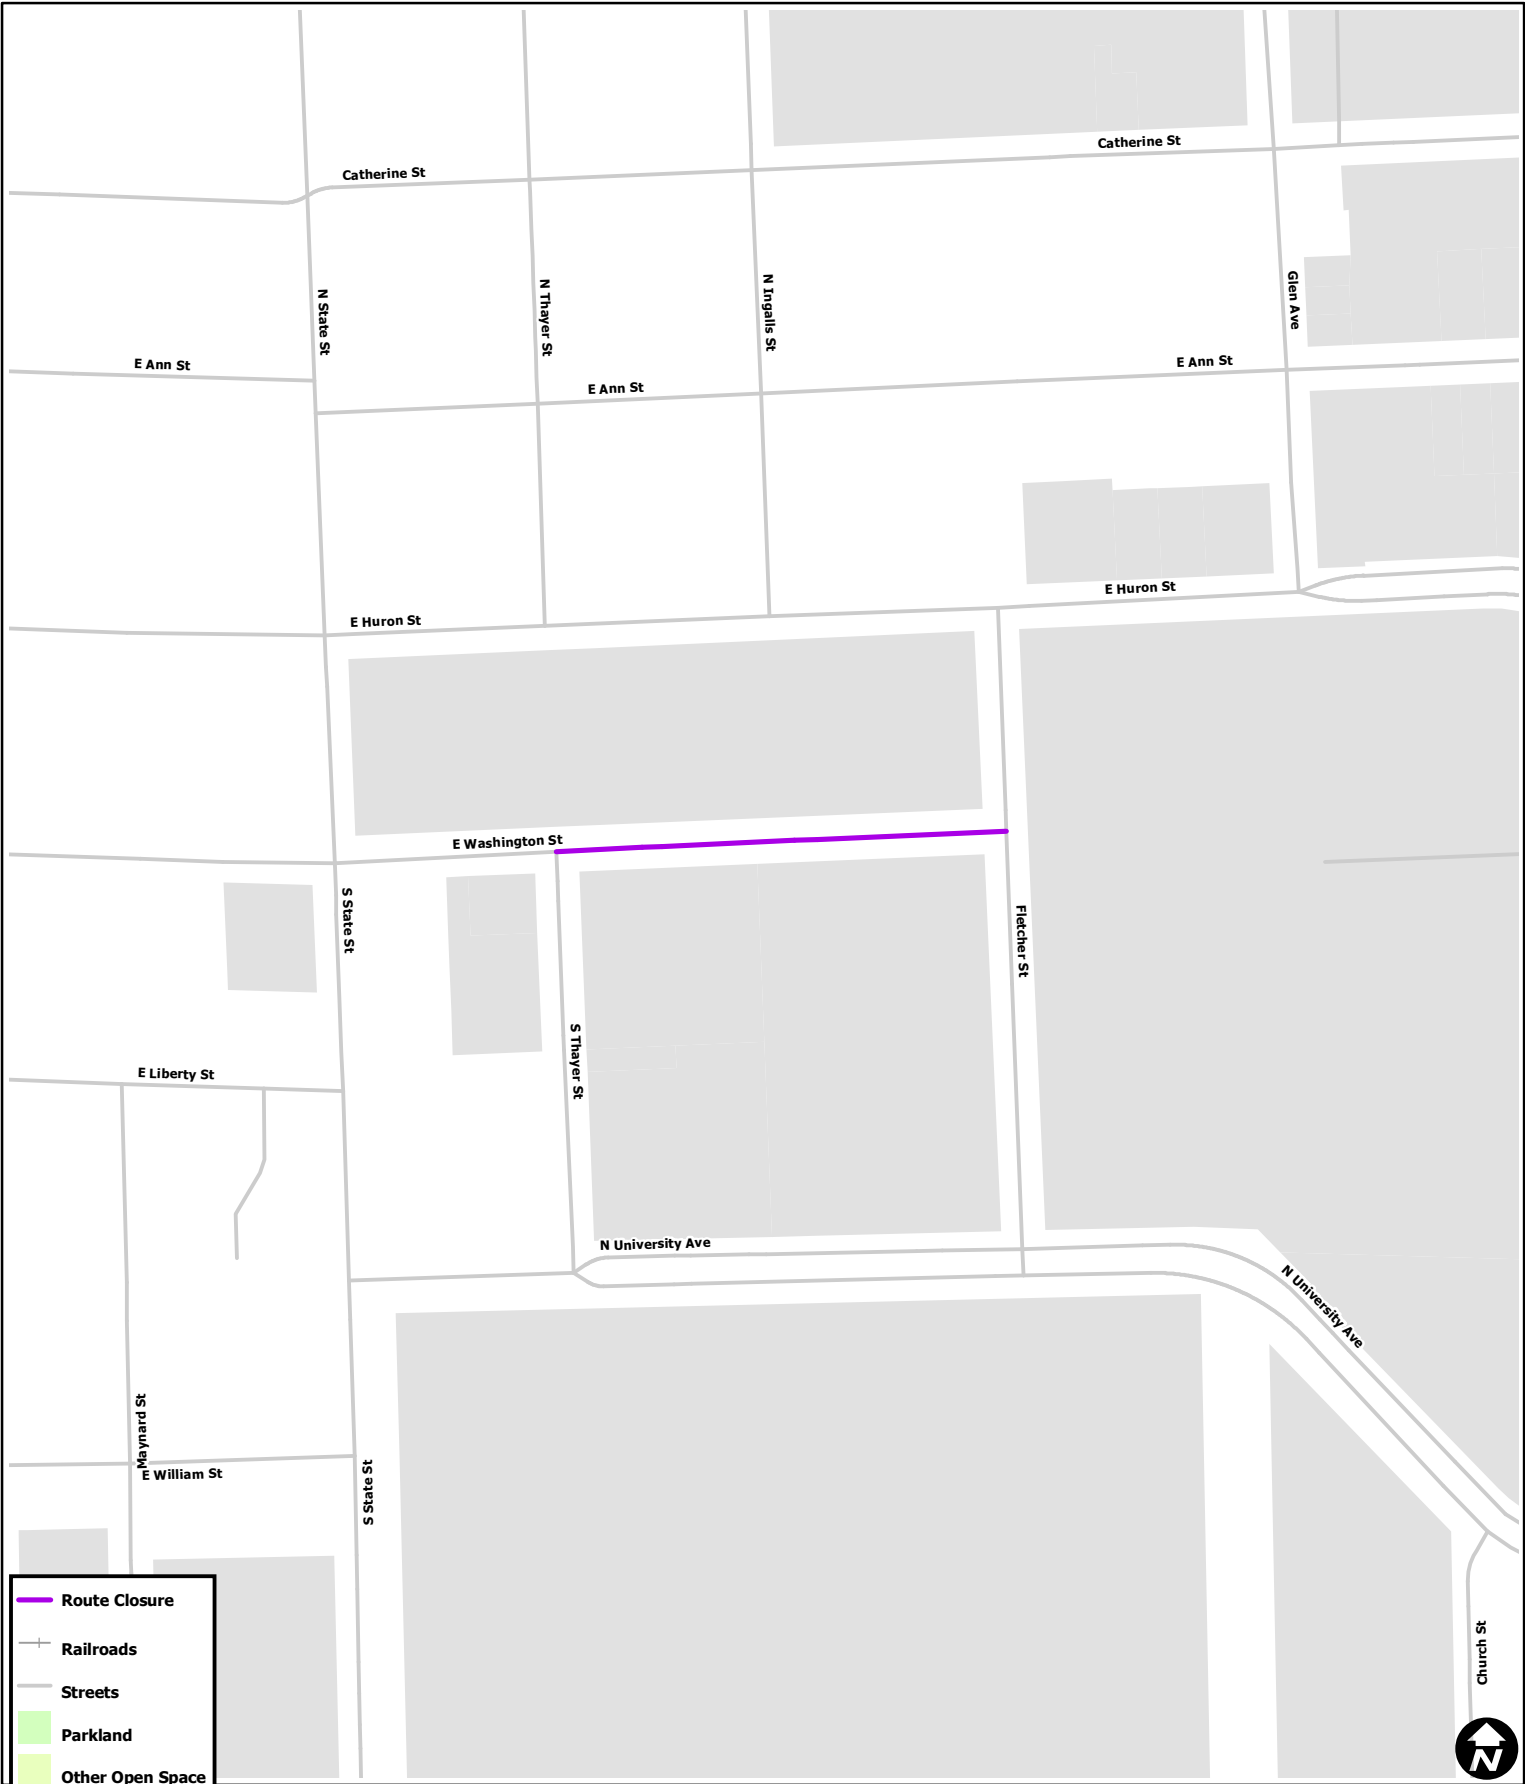 Catherine St
Catherine St
N State St
N Thayer St
N Ingalls St
Glen Ave
E Ann St
E Ann St
E Ann St
E Huron St
E Huron St
E Washington St
S State St
Fletcher St
S Thayer St
E Liberty St
N University Ave
N University Ave
Maynard St
E William St
S State St
Church St
Route Closure
Railroads
Streets
Parkland
Other Open Space
N